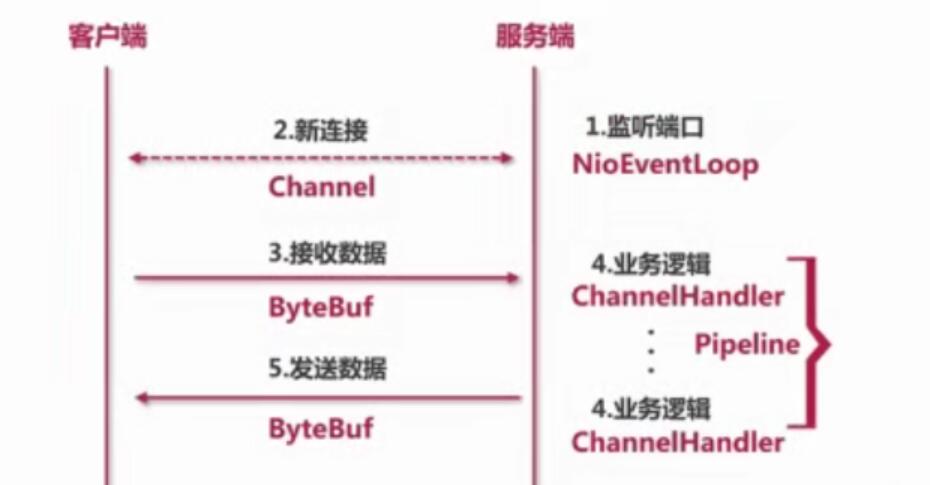 客户端
服务端
2.新连接
Channel
1.监听端口
NioEventLoop
3.接收数据
ByteBuf
4.业务逻辑
ChannelHandler
Pipeline
5.发送数据
ByteBuf
4.业务逻辑
ChannelHandler